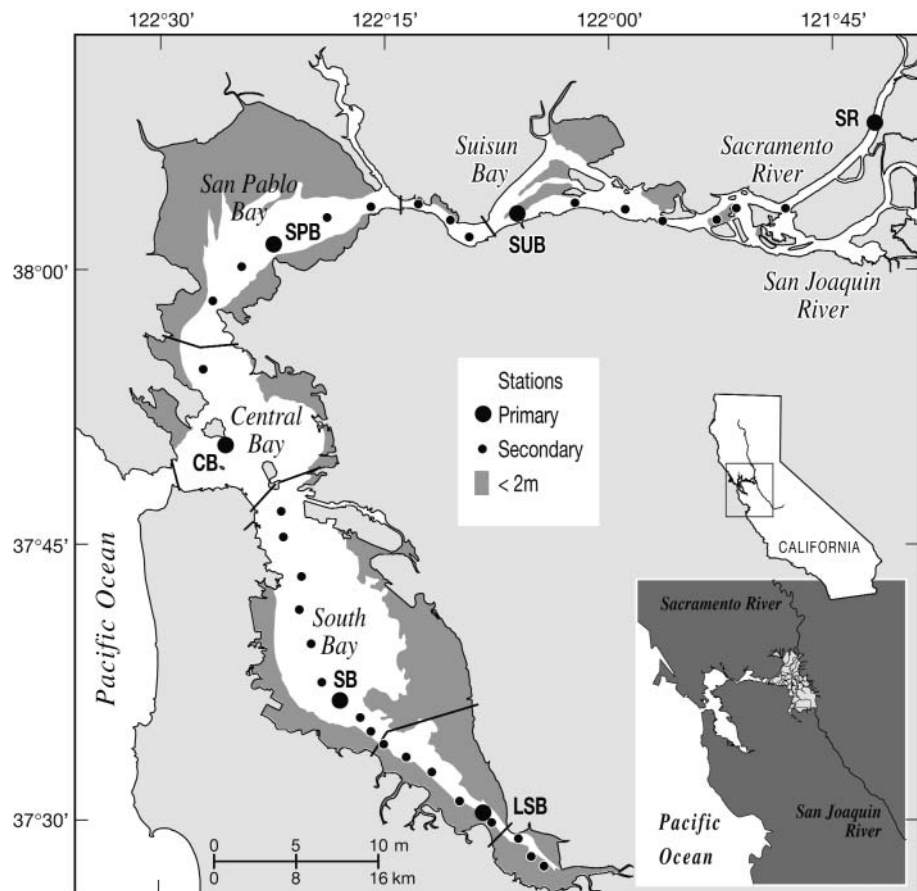 122°30'
122°15'
122°00'
121°45'
SR
Suisun
Bay
Sacramento
River
San Pablo
Bay
SPB
SUB
38°00'
San Joaquin
River
Stations
Primary
Secondary
< 2m
Central
Bay
CB
37°45'
CALIFORNIA
Pacific Ocean
South
Bay
SB
Sacramento River
LSB
37°30'
San Joaquin
River
Pacific
Ocean
0 5 10 m
0 8 16 km